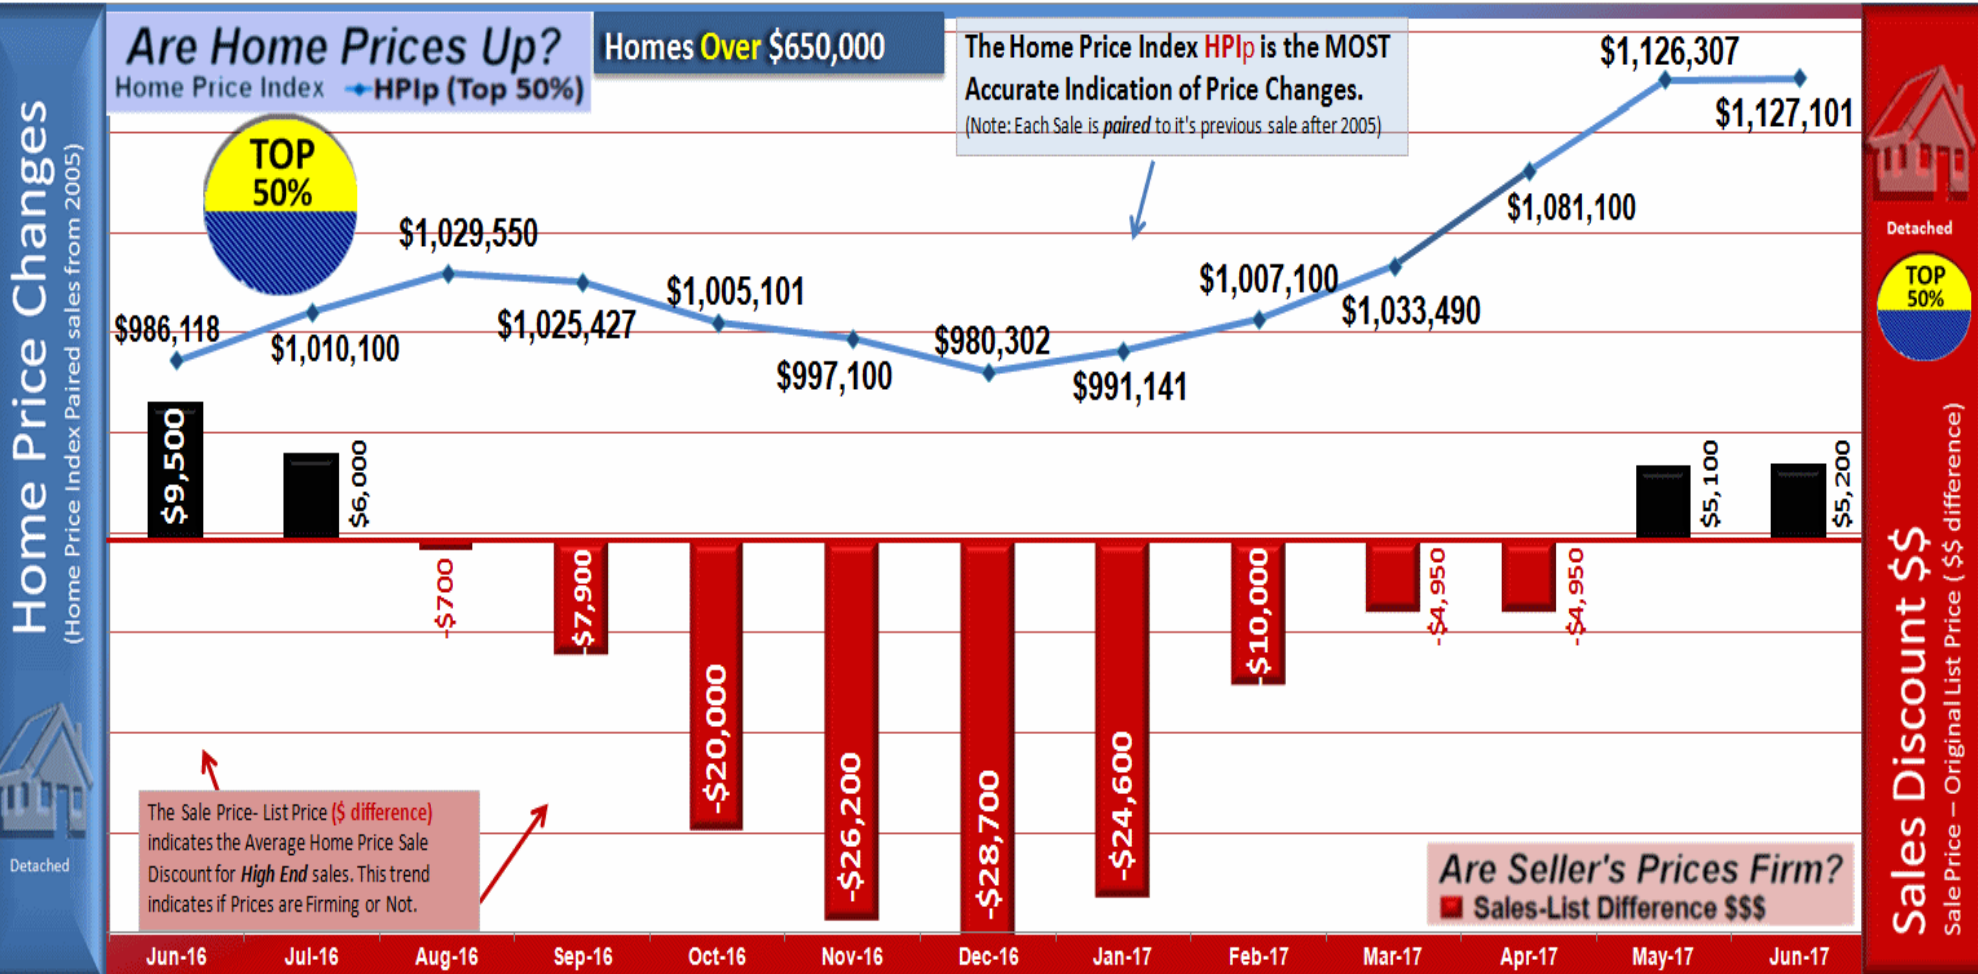 Are Home Prices Up?
Home Price Index HPIp (Top 50%)
Homes Over $650,000
The Home Price Index HPIp is the MOST
Accurate Indication of Price Changes.
(Note: Each Sale is paired to it's previous sale after 2005)
Home Price Changes
(Home Price Index Paired sales from 2005)
Detached
TOP
50%
$986,118
$1,010,100
$1,029,550
$1,025,427
$1,005,101
$997,100
$980,302
$991,141
$1,007,100
$1,033,490
$1,081,100
$1,126,307
$1,127,101
$9,500
$6,000
-$700
-$7,900
-$20,000
-$26,200
-$28,700
-$24,600
-$10,000
-$4,950
-$4,950
$5,100
$5,200
The Sale Price- List Price ($ difference)
indicates the Average Home Price Sale
Discount for High End sales. This trend
indicates if Prices are Firming or Not.
Are Seller's Prices Firm?
Sales-List Difference $$$
Jun-16 Jul-16 Aug-16 Sep-16 Oct-16 Nov-16 Dec-16 Jan-17 Feb-17 Mar-17 Apr-17 May-17 Jun-17
Detached
TOP
50%
Sales Discount $$
Sale Price – Original List Price ( $$ difference)